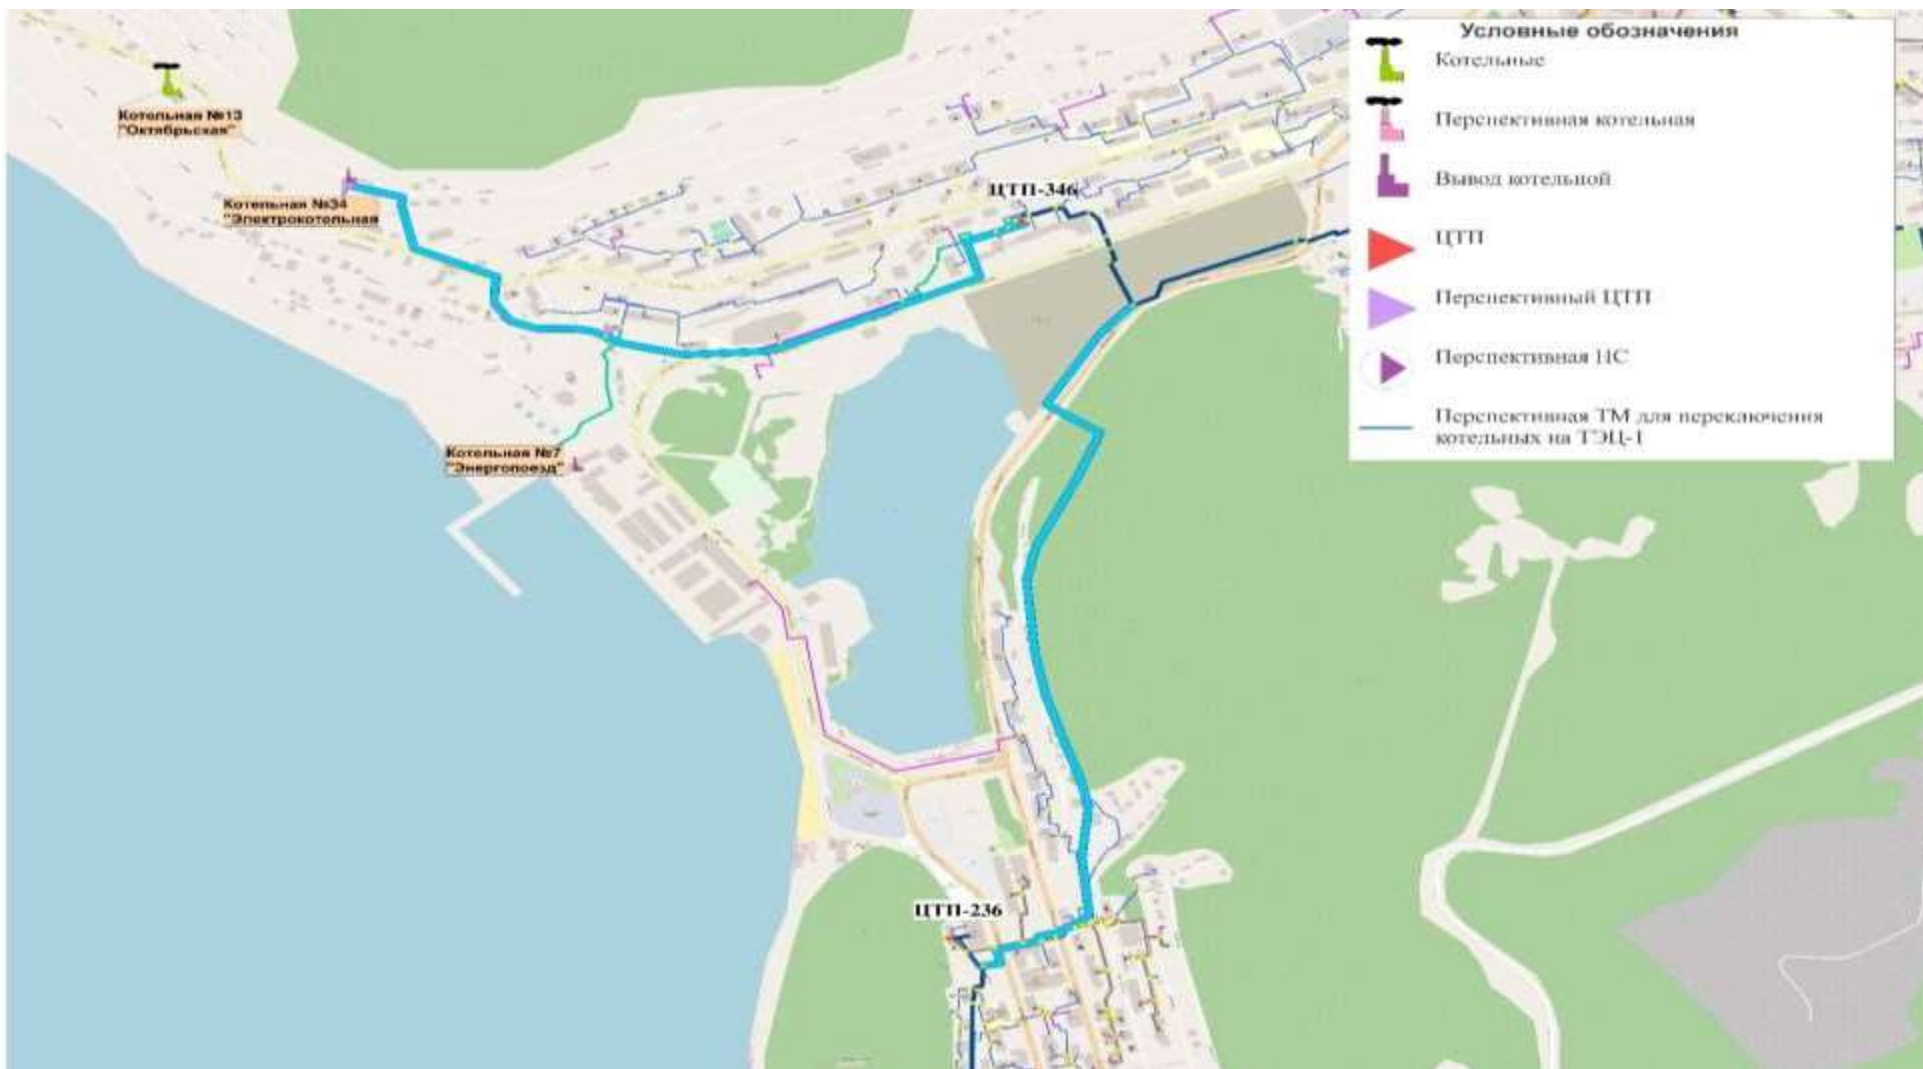 Условные обозначения
Котельные
Перспективная котельная
Вывод котельной
ЦТП
Перспективный ЦТП
Перспективная НС
Перспективная ТМ для переключения
котельных на ТЭЦ-1
Котельная №13
"Октябрьская"
Котельная №34
"Электрокотельная
ЦТП-346
Котельная №7
"Энергопоезд"
ЦТП-236